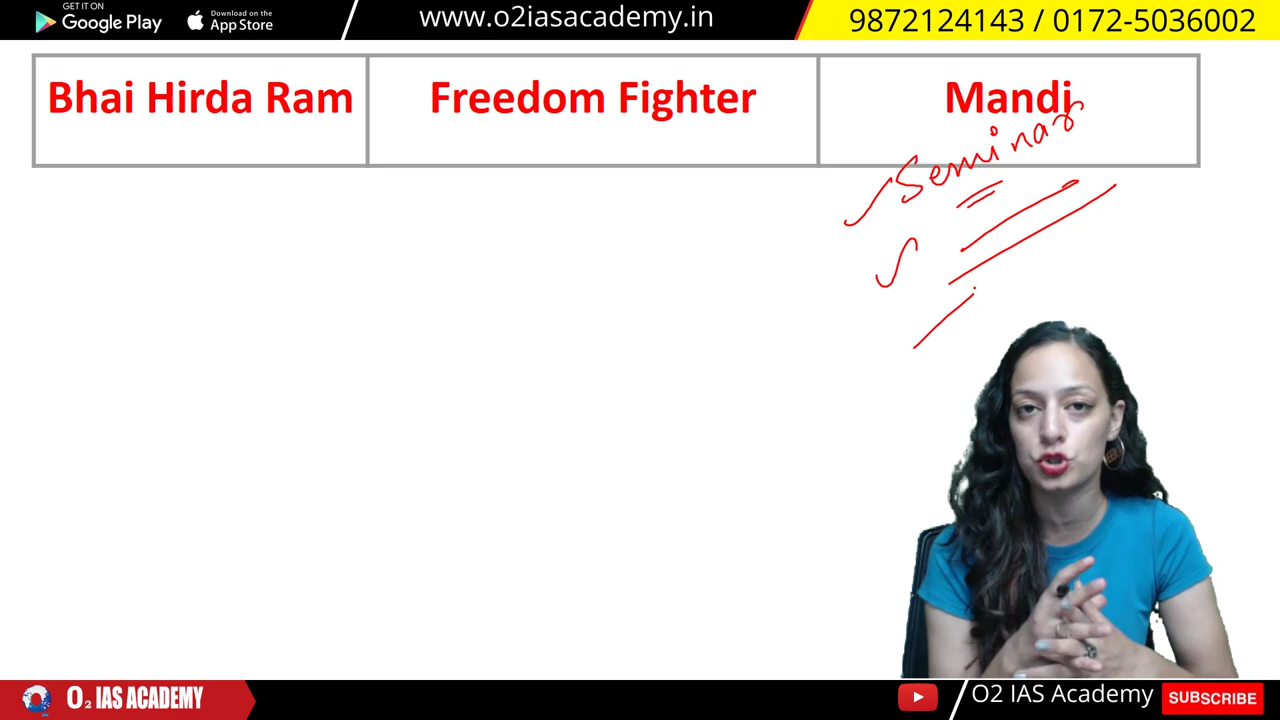 GET IT ON
Google Play
Download on the
App Store
www.o2iasacademy.in
9872124143 / 0172-5036002
Bhai Hirda Ram Freedom Fighter Mandi
Seminar
O₂ IAS ACADEMY
O2 IAS Academy SUBSCRIBE